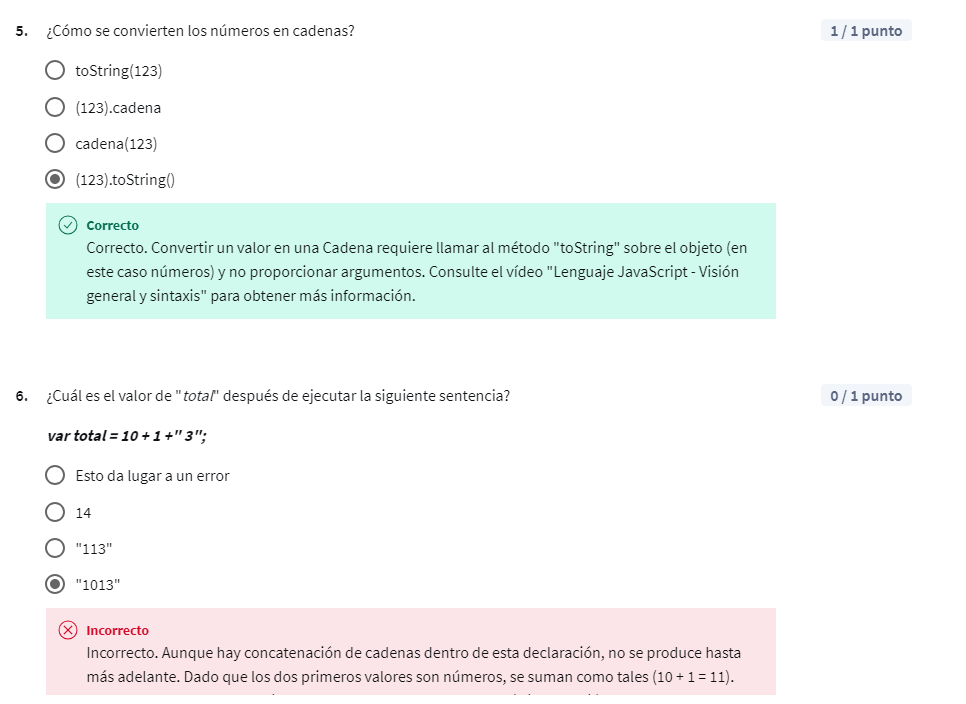 5. ¿Cómo se convierten los números en cadenas? 1 / 1 punto
toString(123)
(123).cadena
cadena(123)
(123).toString()
Correcto
Correcto. Convertir un valor en una Cadena requiere llamar al método "toString" sobre el objeto (en
este caso números) y no proporcionar argumentos. Consulte el vídeo "Lenguaje JavaScript - Visión
general y sintaxis" para obtener más información.
6. ¿Cuál es el valor de "total" después de ejecutar la siguiente sentencia? 0 / 1 punto
var total = 10 + 1 +" 3";
Esto da lugar a un error
14
"113"
"1013"
Incorrecto
Incorrecto. Aunque hay concatenación de cadenas dentro de esta declaración, no se produce hasta
más adelante. Dado que los dos primeros valores son números, se suman como tales (10 + 1 = 11).